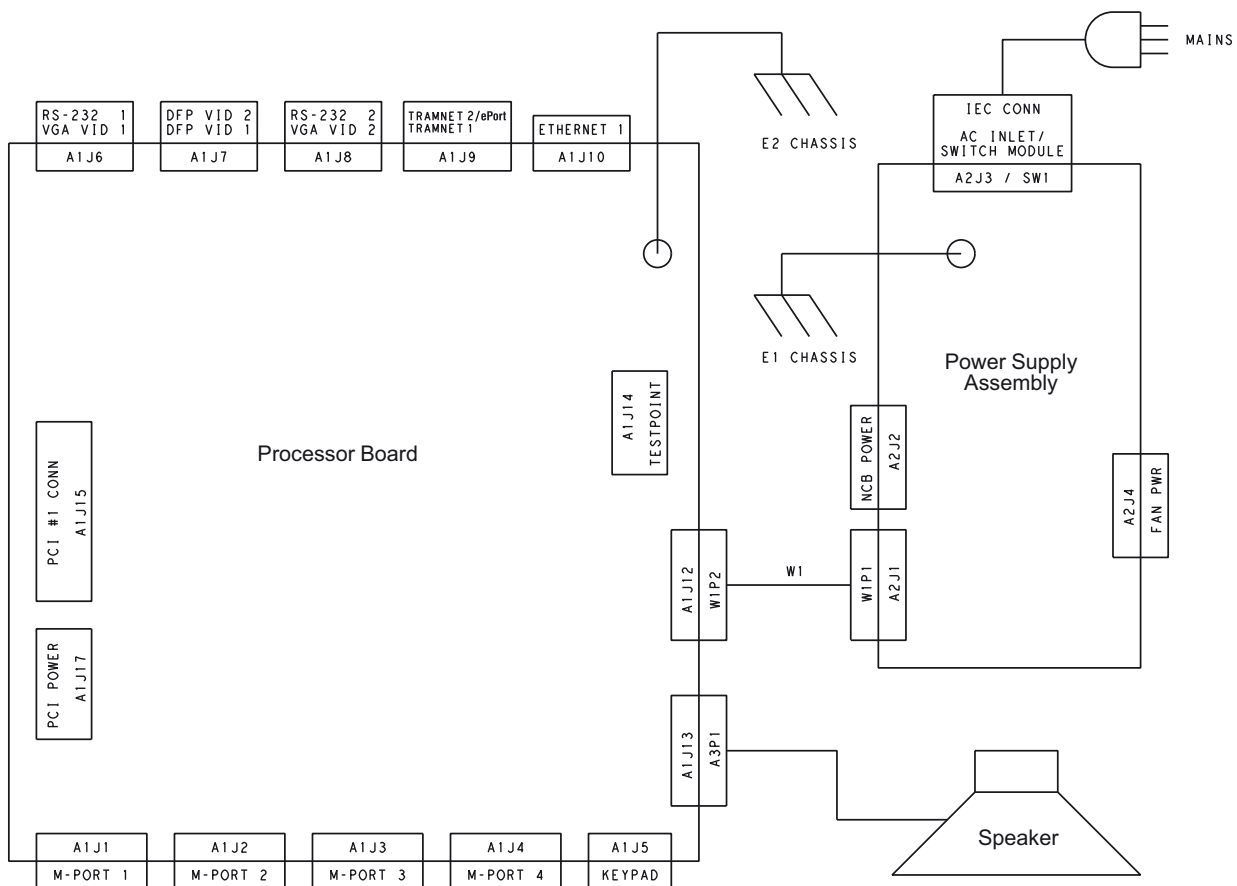 MAINS
RS-232 1
VGA VID 1
A1J6
DFP VID 2
DFP VID 1
A1J7
RS-232 2
VGA VID 2
A1J8
TRAMNET 2/ePort
TRAMNET 1
A1J9
ETHERNET 1
A1J10
E2 CHASSIS
IEC CONN
AC INLET/
SWITCH MODULE
A2J3 / SW1
E1 CHASSIS
Power Supply
Assembly
A1J14
TESTPOINT
Processor Board
PCI #1 CONN
A1J15
NCB POWER
A2J2
A2J4
FAN PWR
A1J12
W1P2
W1
W1P1
A2J1
PCI POWER
A1J17
A1J13
A3P1
Speaker
A1J1
M-PORT 1
A1J2
M-PORT 2
A1J3
M-PORT 3
A1J4
M-PORT 4
A1J5
KEYPAD